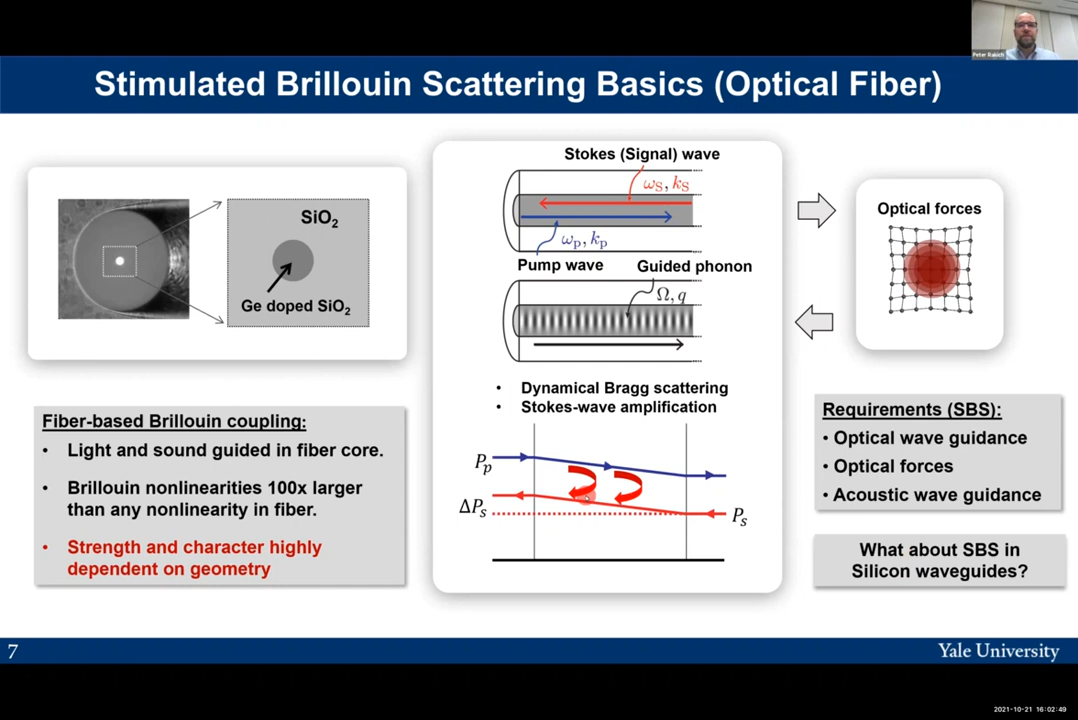 Peter Rakich
Stimulated Brillouin Scattering Basics (Optical Fiber)
SiO₂
Ge doped SiO₂
Fiber-based Brillouin coupling:
• Light and sound guided in fiber core.
• Brillouin nonlinearities 100x larger
than any nonlinearity in fiber.
• Strength and character highly
dependent on geometry
Stokes (Signal) wave
ωS, kS
ωp, kp
Pump wave
Guided phonon
Ω, q
• Dynamical Bragg scattering
• Stokes-wave amplification
Pp
ΔPs
Ps
Optical forces
Requirements (SBS):
• Optical wave guidance
• Optical forces
• Acoustic wave guidance
What about SBS in
Silicon waveguides?
7
Yale University
2021-10-21 16:02:49